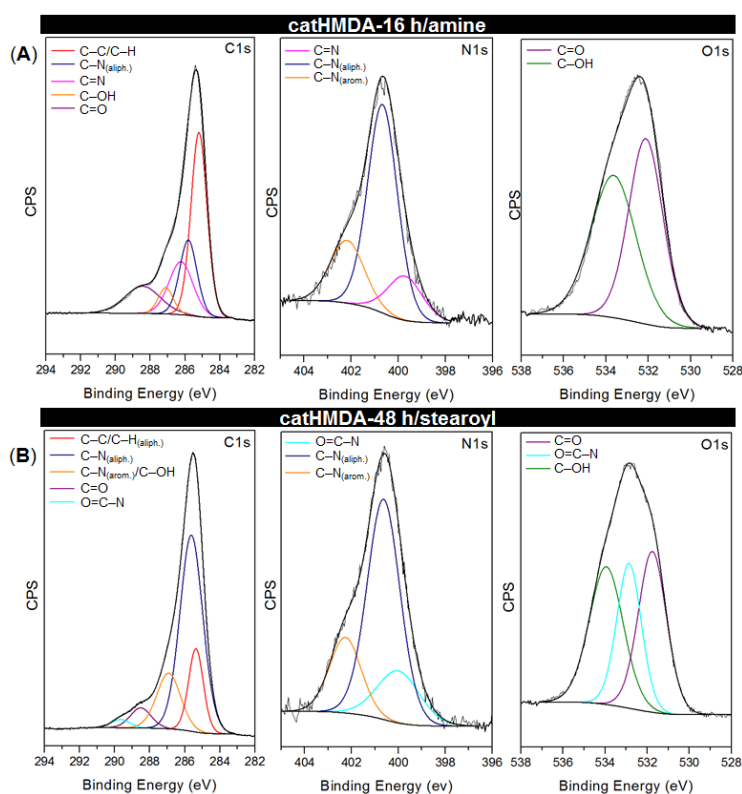 catHMDA-16 h/amine
(A)
C1s
C–C/C–H
C–N(aliph.)
C=N
C–OH
C=O
CPS
294 292 290 288 286 284 282
Binding Energy (eV)
N1s
C=N
C–N(aliph.)
C–N(arom.)
CPS
404 402 400 398 396
Binding Energy (eV)
O1s
C=O
C–OH
CPS
538 536 534 532 530 528
Binding Energy (eV)
catHMDA-48 h/stearoyl
(B)
C1s
C–C/C–H(aliph.)
C–N(aliph.)
C–N(arom.)/C–OH
C=O
O=C–N
CPS
294 292 290 288 286 284 282
Binding Energy (eV)
N1s
O=C–N
C–N(aliph.)
C–N(arom.)
CPS
404 402 400 398 396
Binding Energy (ev)
O1s
C=O
O=C–N
C–OH
CPS
538 536 534 532 530 528
Binding Energy (eV)